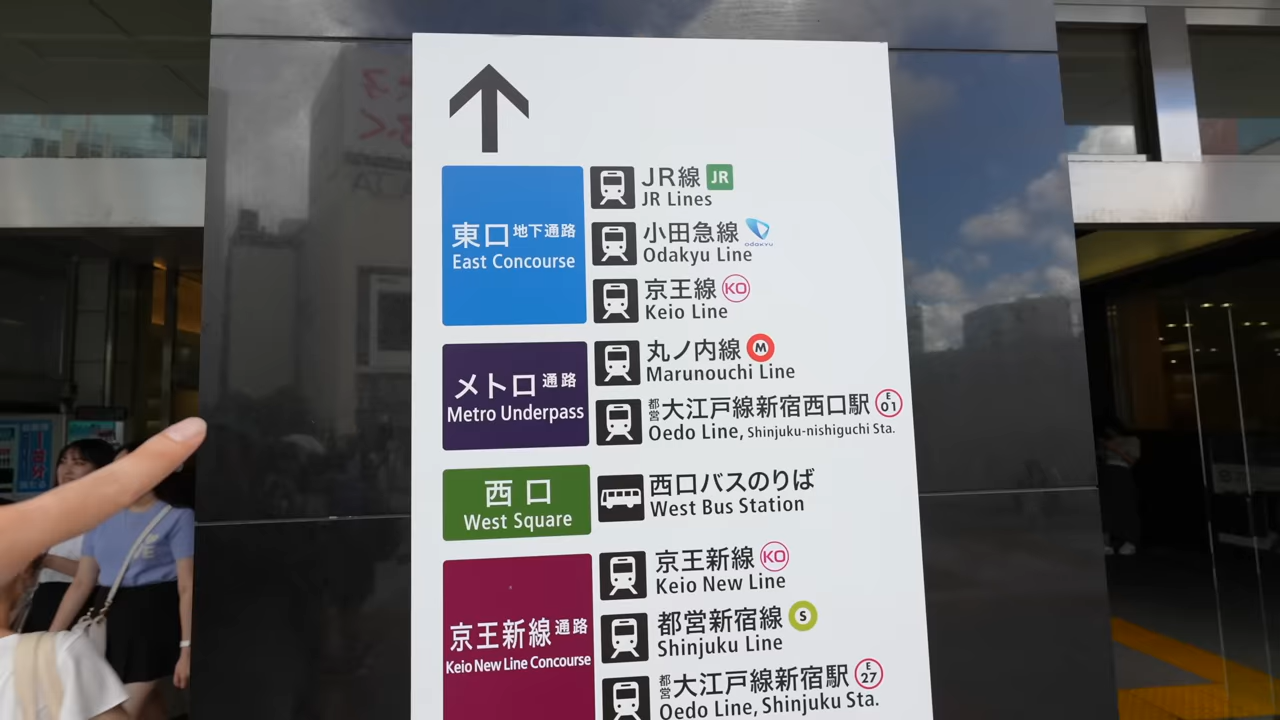 東口地下通路
East Concourse
JR線 JR
JR Lines
小田急線 ODAKYU
Odakyu Line
京王線 KO
Keio Line
メトロ通路
Metro Underpass
丸ノ内線 M
Marunouchi Line
都営大江戸線新宿西口駅 E 01
Oedo Line, Shinjuku-nishiguchi Sta.
西口
West Square
西口バスのりば
West Bus Station
京王新線通路
Keio New Line Concourse
京王新線 KO
Keio New Line
都営新宿線 S
Shinjuku Line
都営大江戸線新宿駅 E 27
Oedo Line, Shinjuku Sta.